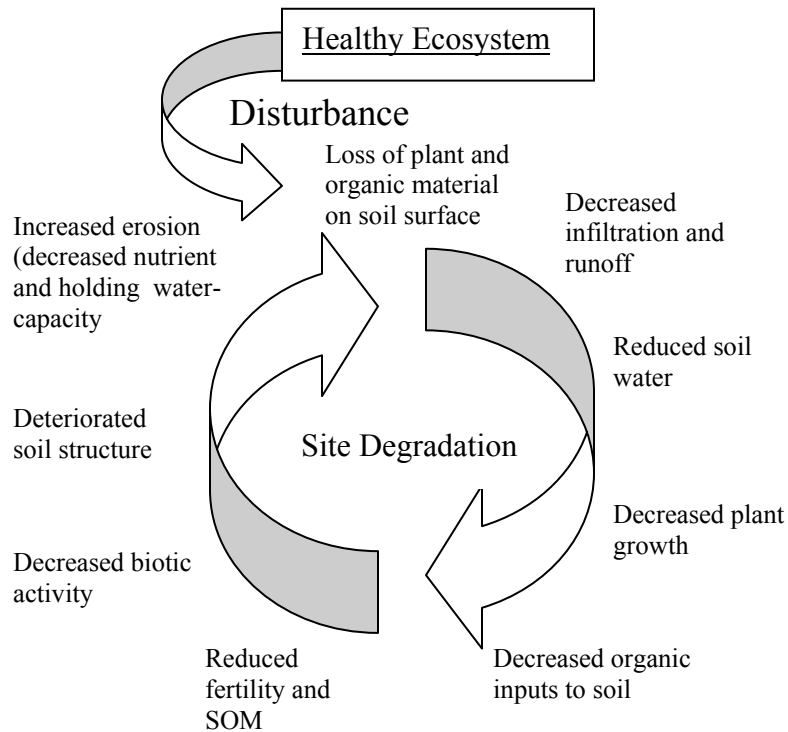 Healthy Ecosystem
Disturbance
Loss of plant and
organic material
on soil surface
Decreased
infiltration and
runoff
Reduced soil
water
Decreased plant
growth
Decreased organic
inputs to soil
Reduced
fertility and
SOM
Decreased biotic
activity
Deteriorated
soil structure
Increased erosion
(decreased nutrient
and holding water-
capacity
Site Degradation